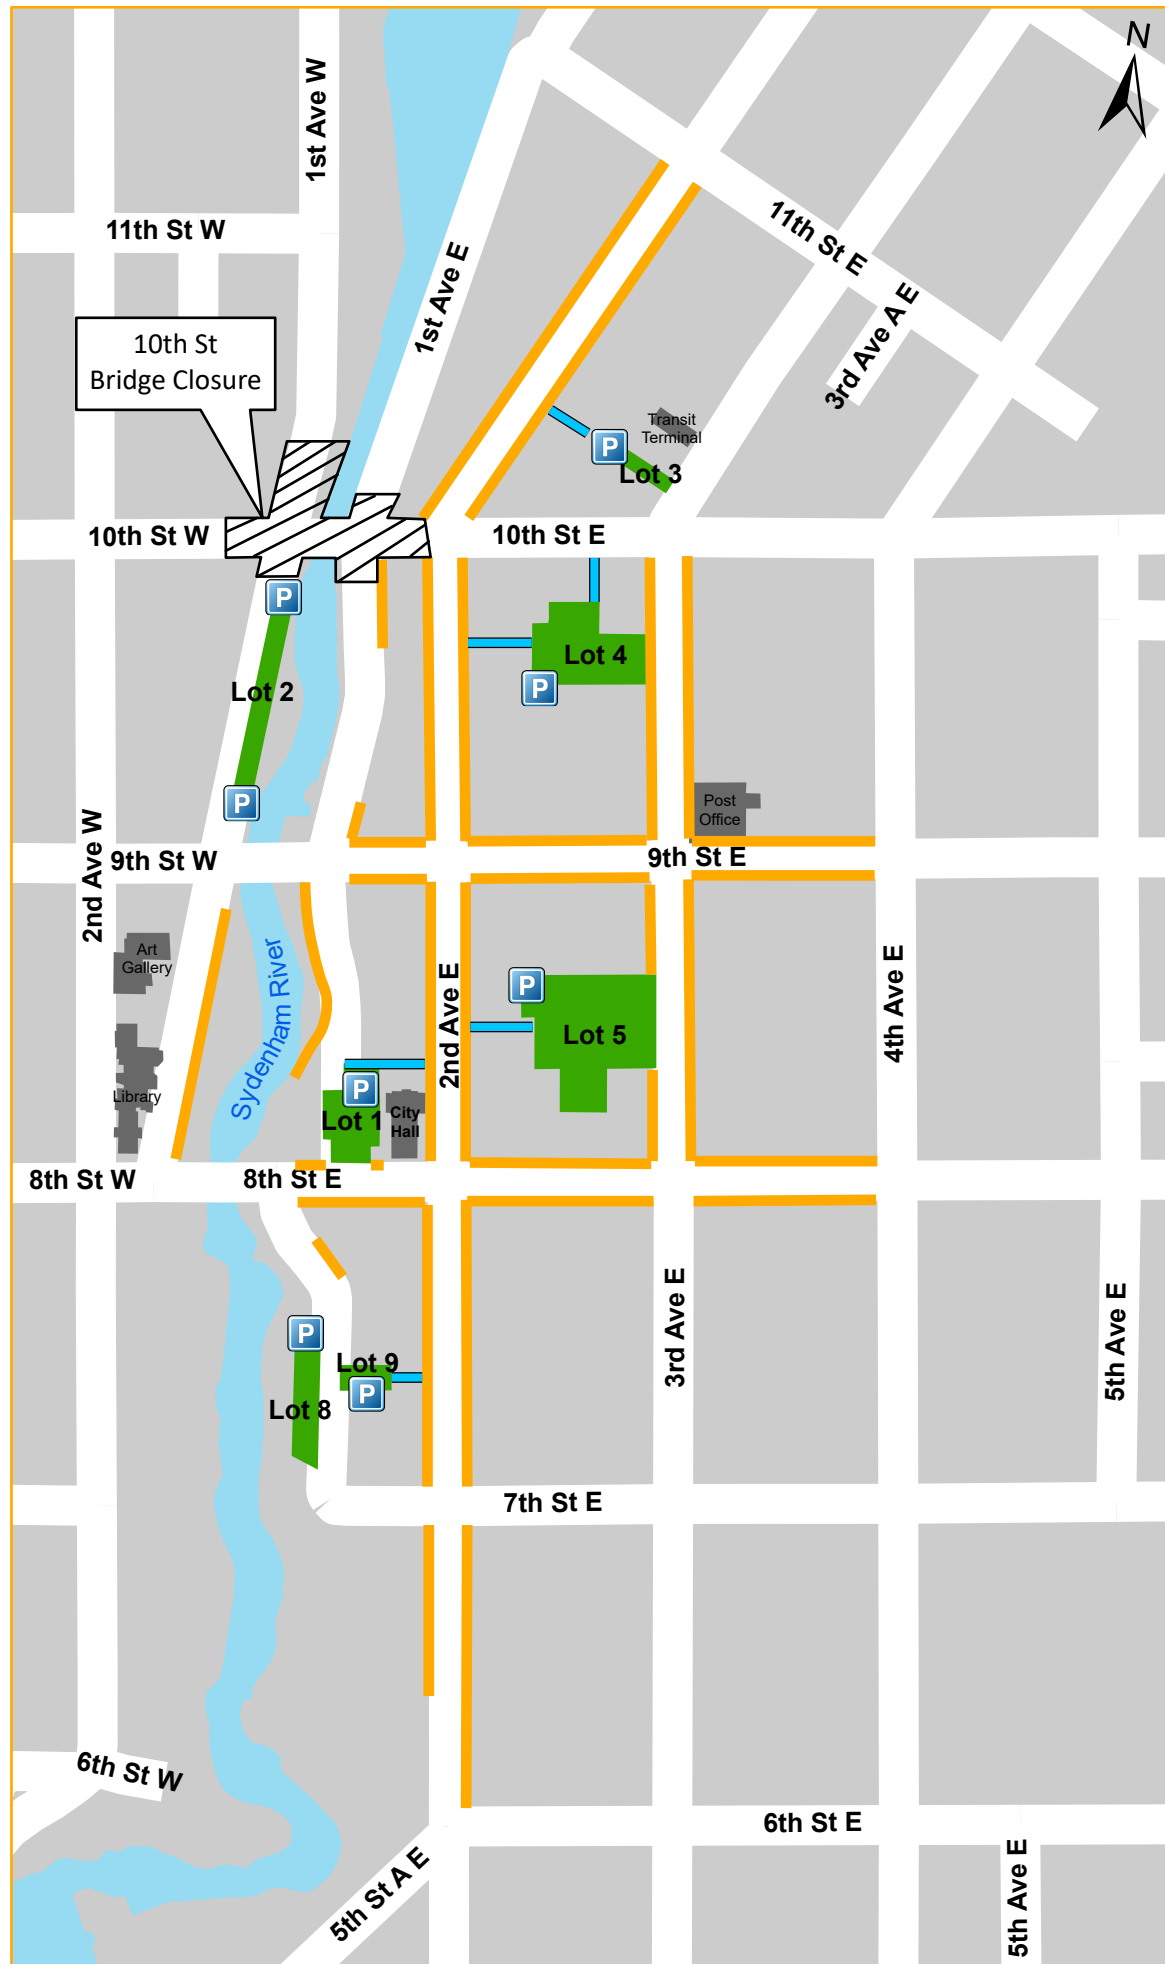 N
1st Ave W
11th St W
11th St E
1st Ave E
3rd Ave A E
10th St
Bridge Closure
Transit
Terminal
P
Lot 3
10th St W
10th St E
P
Lot 4
P
Lot 2
P
Post
Office
2nd Ave W
9th St W
9th St E
Art
Gallery
Sydenham River
2nd Ave E
P
Lot 5
4th Ave E
Library
P
Lot 1
City
Hall
8th St W
8th St E
3rd Ave E
5th Ave E
P
Lot 9
P
Lot 8
7th St E
6th St W
6th St E
5th St A E
5th Ave E